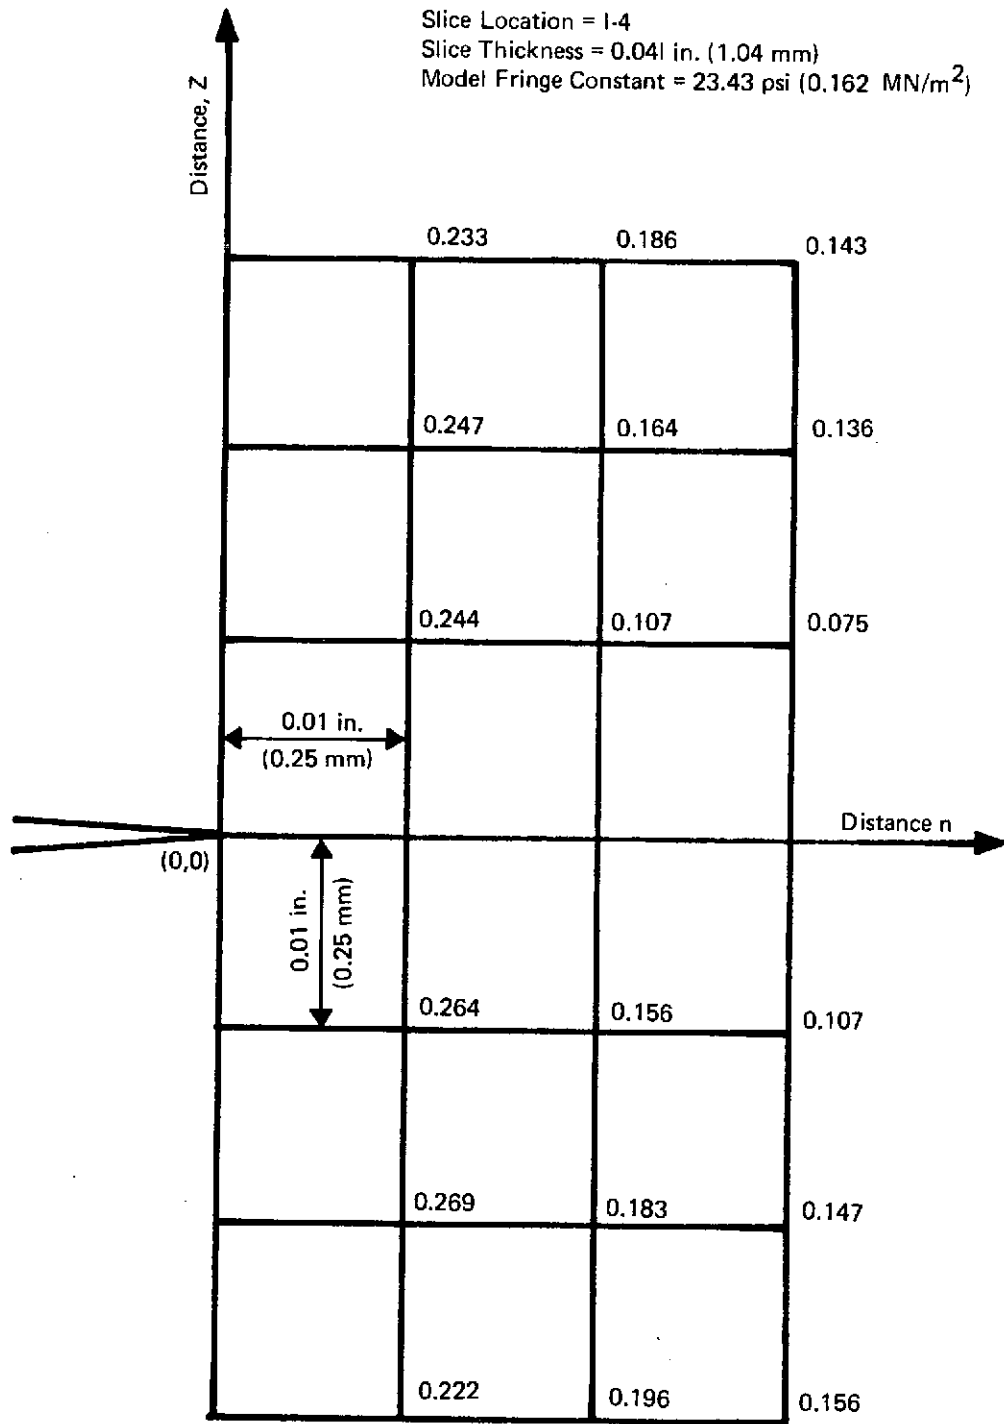 Slice Location = I-4
Slice Thickness = 0.04l in. (1.04 mm)
Model Fringe Constant = 23.43 psi (0.162 MN/m²)
Distance, Z
0.233 0.186 0.143
0.247 0.164 0.136
0.244 0.107 0.075
0.01 in.
(0.25 mm)
Distance n
(0,0)
0.01 in.
(0.25 mm)
0.264 0.156 0.107
0.269 0.183 0.147
0.222 0.196 0.156